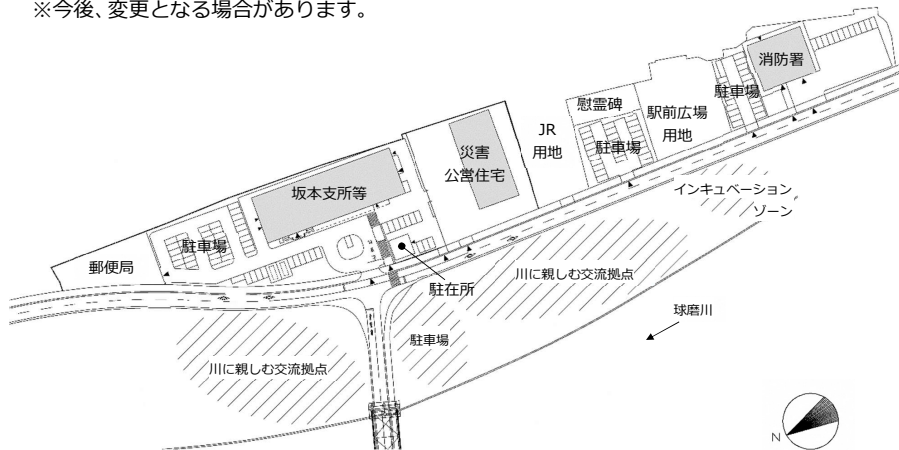 ※今後、変更となる場合があります。
消防署
駐車場
慰霊碑
駅前広場
用地
JR
用地
駐車場
災害
公営住宅
坂本支所等
インキュベーション
ゾーン
駐車場
郵便局
川に親しむ交流拠点
駐在所
球磨川
駐車場
川に親しむ交流拠点
N